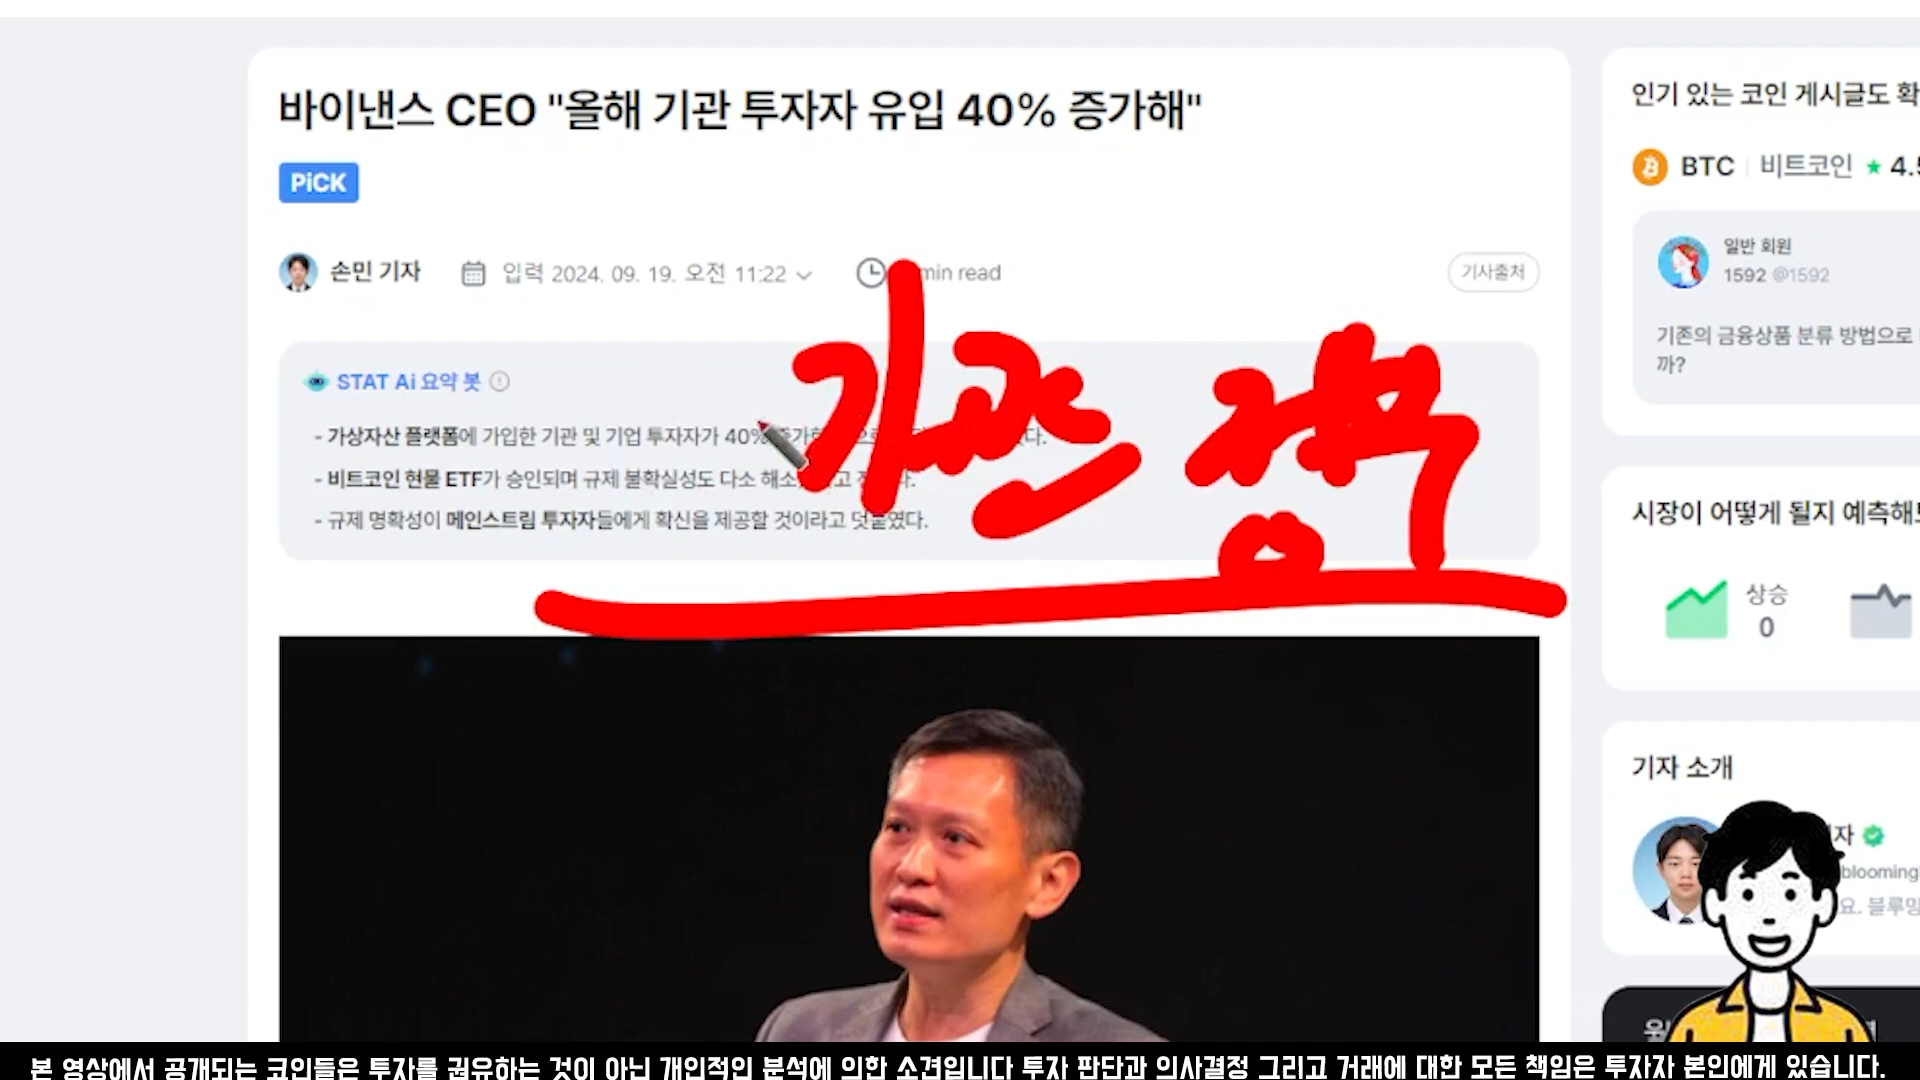 바이낸스 CEO "올해 기관 투자자 유입 40% 증가해"
PiCK
손민 기자
입력 2024. 09. 19. 오전 11:22
min read
기사출처
STAT Ai 요약 봇
- 가상자산 플랫폼에 가입한 기관 및 기업 투자자가 40%
- 비트코인 현물 ETF가 승인되며 규제 불확실성도 다소
- 규제 명확성이 메인스트림 투자자들에게 확신을 제공할 것이라고 덧붙였다.
기관
인기 있는 코인 게시글도
BTC 비트코인 ★ 4.5
일반 회원
1592 @1592
기존의 금융상품 분류 방법으로
까?
시장이 어떻게 될지
상승
0
기자 소개
blooming
본 영상에서 공개되는 코인들은 투자를 권유하는 것이 아닌 개인적인 분석에 의한 소견입니다 투자 판단과 의사결정 그리고 거래에 대한 모든 책임은 투자자 본인에게 있습니다.